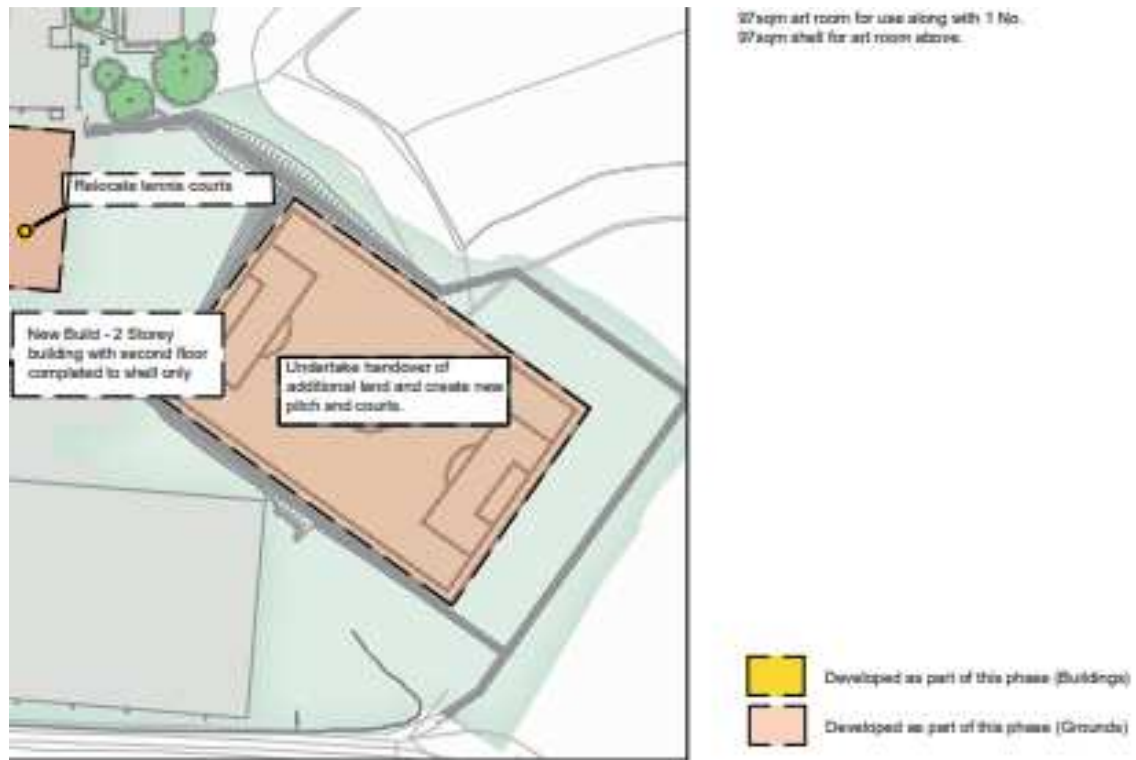 97sqm art room for use along with 1 No.
97sqm shell for art room above.
Relocate tennis courts
New Build - 2 Storey
building with second floor
completed to shell only
Undertake handover of
additional land and create new
pitch and courts.
Developed as part of this phase (Buildings)
Developed as part of this phase (Grounds)